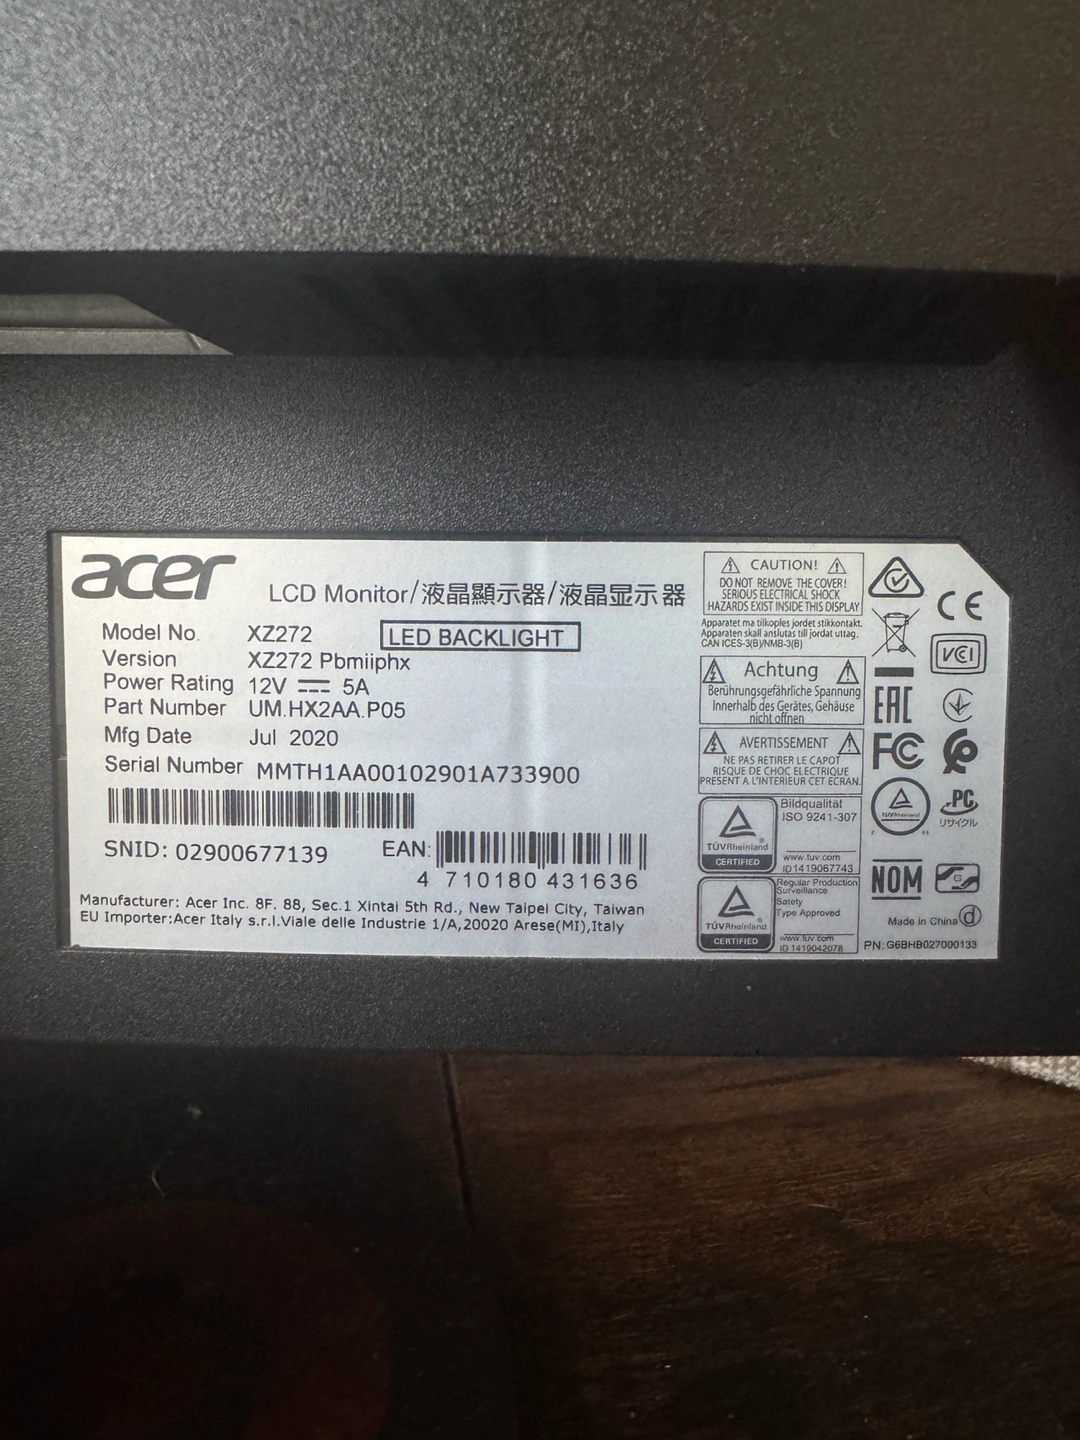 acer
LCD Monitor/液晶顯示器/液晶显示器
Model No. XZ272 LED BACKLIGHT
Version XZ272 Pbmiiphx
Power Rating 12V 5A
Part Number UM.HX2AA.P05
Mfg Date Jul 2020
Serial Number MMTH1AA00102901A733900
SNID: 02900677139 EAN:
4 710180 431636
Manufacturer: Acer Inc. 8F. 88, Sec.1 Xintai 5th Rd., New Taipei City, Taiwan
EU Importer:Acer Italy s.r.l.Viale delle Industrie 1/A,20020 Arese(MI),Italy
CAUTION!
DO NOT REMOVE THE COVER!
SERIOUS ELECTRICAL SHOCK
HAZARDS EXIST INSIDE THIS DISPLAY
Apparatet ma tilkoples jordet stikkontakt.
Apparaten skall anslutas till jordat uttag.
CAN ICES-3(B)/NMB-3(B)
Achtung
Berührungsgefährliche Spannung
Innerhalb des Gerätes, Gehäuse
nicht öffnen
AVERTISSEMENT
NE PAS RETIRER LE CAPOT
RISQUE DE CHOC ELECTRIQUE
PRESENT A L'INTERIEUR CET ECRAN.
TÜVRheinland
CERTIFIED
Bildqualität
ISO 9241-307
www.tuv.com
ID1419067743
TÜVRheinland
CERTIFIED
Regular Production
Surveillance
Safety
Type Approved
www.tuv.com
ID 1419042078
CE
VCCI
EAC
FC
TÜVRheinland
PC
リサイクル
NOM
Made in China d
PN: G6BHB027000133